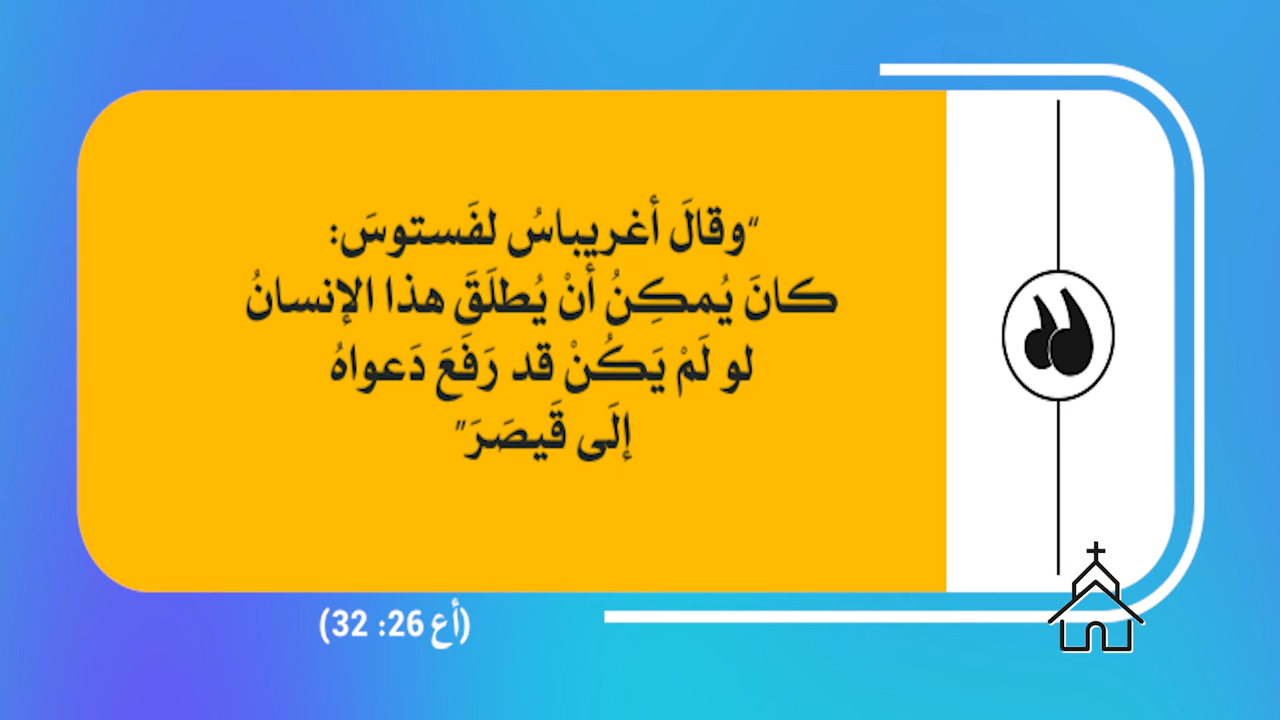 “وقالَ أغريباسُ لفَستوسَ:
كانَ يُمكِنُ أنْ يُطلَقَ هذا الإنسانُ
لو لَمْ يَكُنْ قد رَفَعَ دَعواهُ
إلَى قَيصَرَ”
(أع 26: 32)